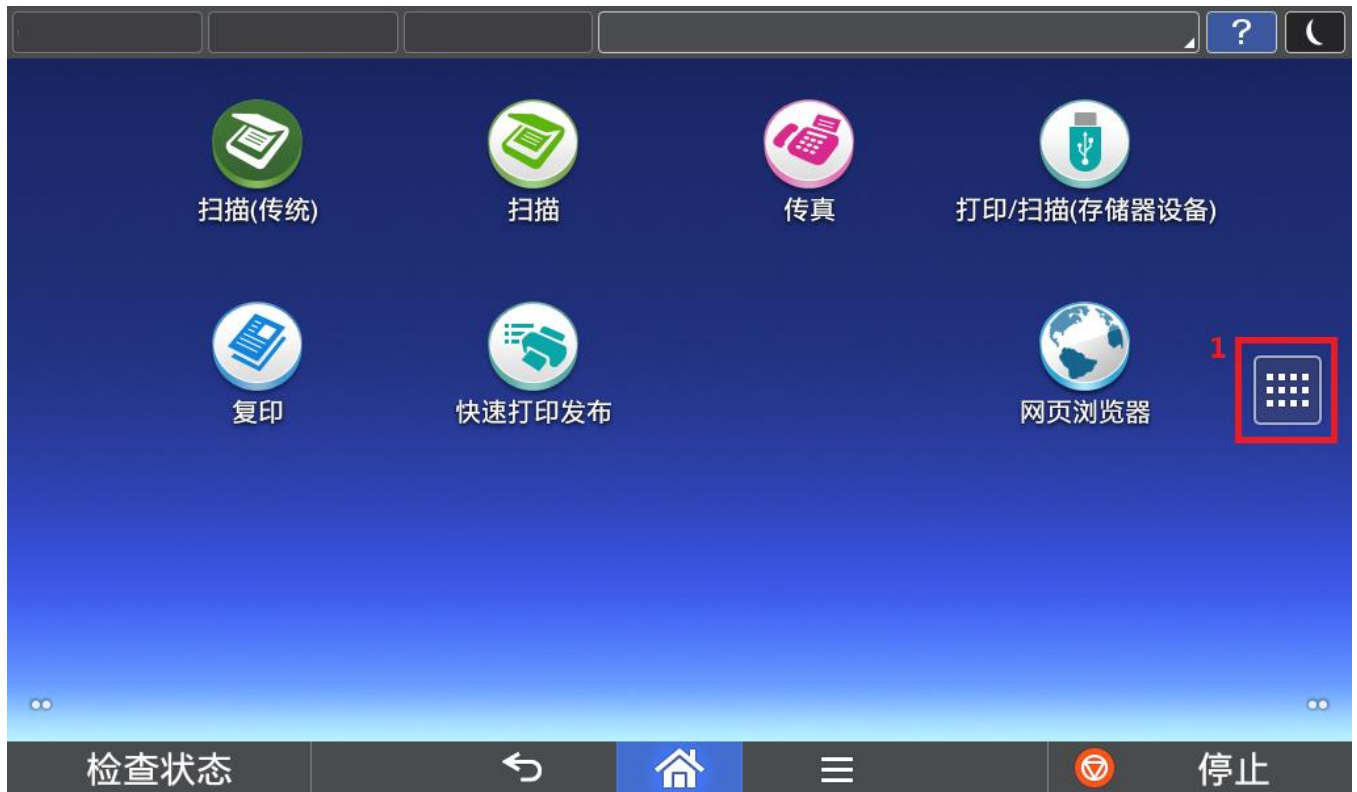 ?
扫描(传统)
扫描
传真
打印/扫描(存储器设备)
1
复印
快速打印发布
网页浏览器
检查状态
停止